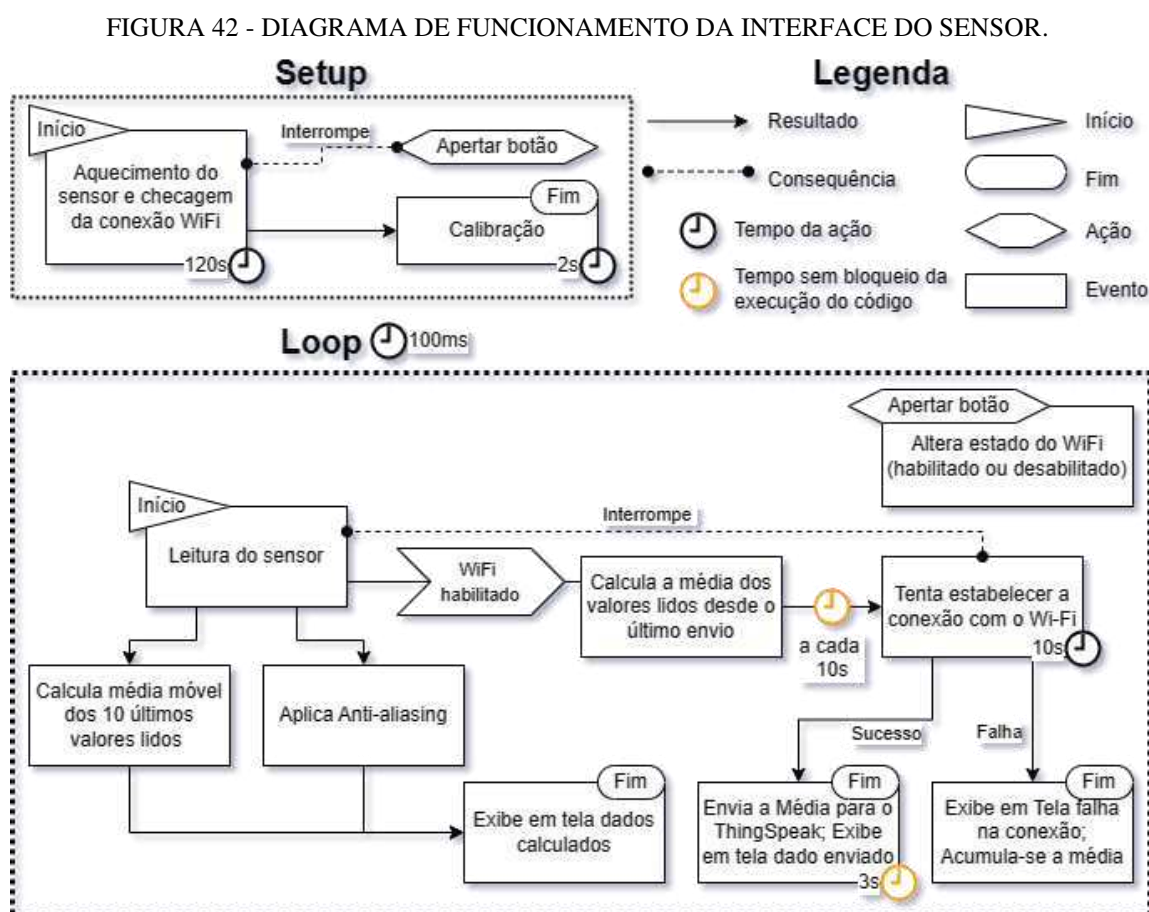 FIGURA 42 - DIAGRAMA DE FUNCIONAMENTO DA INTERFACE DO SENSOR.
Setup
Início
Aquecimento do
sensor e checagem
da conexão WiFi
120s
Interrompe
Apertar botão
Fim
Calibração
2s
Legenda
Resultado
Início
Consequência
Fim
Tempo da ação
Ação
Tempo sem bloqueio da
execução do código
Evento
Loop
100ms
Apertar botão
Altera estado do WiFi
(habilitado ou desabilitado)
Início
Leitura do sensor
Interrompe
WiFi
habilitado
Calcula a média dos
valores lidos desde o
último envio
a cada
10s
Tenta estabelecer a
conexão com o Wi-Fi
10s
Calcula média móvel
dos 10 últimos
valores lidos
Aplica Anti-aliasing
Sucesso
Falha
Fim
Exibe em tela dados
calculados
Fim
Envia a Média para o
ThingSpeak; Exibe
em tela dado enviado
3s
Fim
Exibe em Tela falha
na conexão;
Acumula-se a média